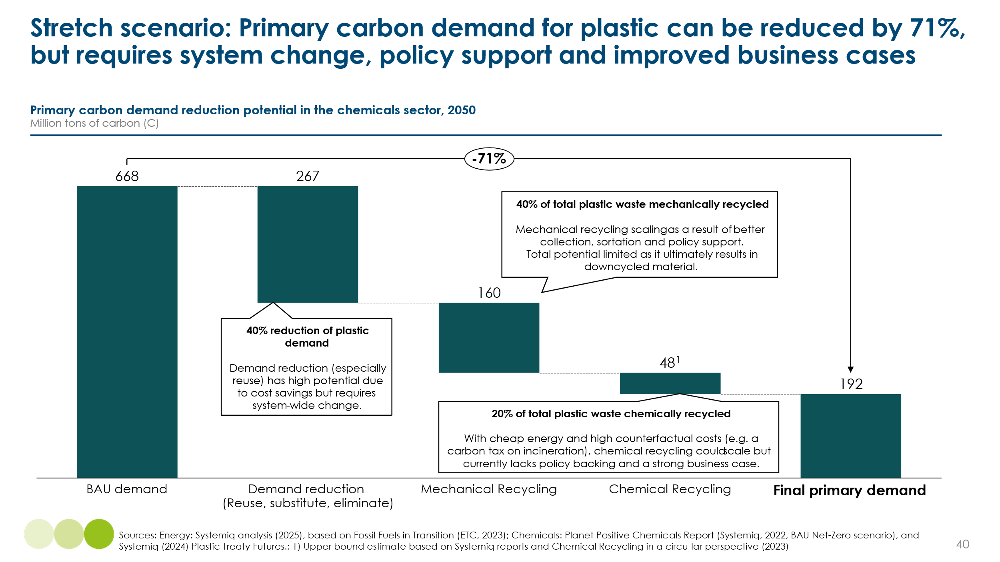 Stretch scenario: Primary carbon demand for plastic can be reduced by 71%,
but requires system change, policy support and improved business cases
Primary carbon demand reduction potential in the chemicals sector, 2050
Million tons of carbon (C)
-71%
668
267
40% of total plastic waste mechanically recycled
Mechanical recycling scalingas a result of better
collection, sortation and policy support.
Total potential limited as it ultimately results in
downcycled material.
160
40% reduction of plastic
demand
Demand reduction (especially
reuse) has high potential due
to cost savings but requires
system-wide change.
48¹
192
20% of total plastic waste chemically recycled
With cheap energy and high counterfactual costs (e.g. a
carbon tax on incineration), chemical recycling couldscale but
currently lacks policy backing and a strong business case.
BAU demand
Demand reduction
(Reuse, substitute, eliminate)
Mechanical Recycling
Chemical Recycling
Final primary demand
Sources: Energy: Systemiq analysis (2025), based on Fossil Fuels in Transition (ETC, 2023); Chemicals: Planet Positive Chemicals Report (Systemiq, 2022, BAU Net-Zero scenario), and
Systemiq (2024) Plastic Treaty Futures.; 1) Upper bound estimate based on Systemiq reports and Chemical Recycling in a circu lar perspective (2023)
40